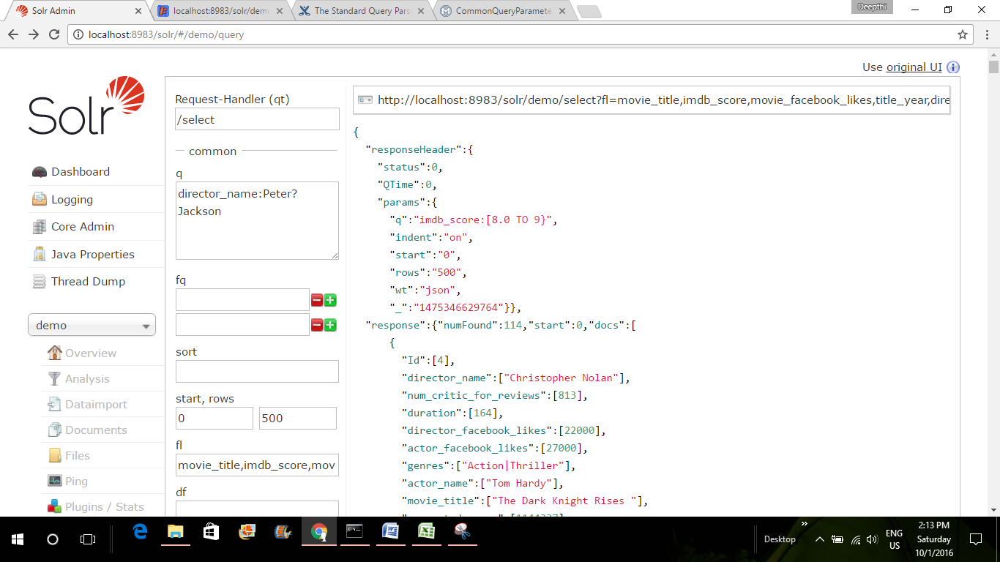 Solr Admin
localhost:8983/solr/dem
The Standard Query Pars
CommonQueryParamete
Deepthi
localhost:8983/solr/#/demo/query
Use original UI
Solr
Dashboard
Logging
Core Admin
Java Properties
Thread Dump
demo
Overview
Analysis
Dataimport
Documents
Files
Ping
Plugins / Stats
Request-Handler (qt)
/select
common
q
director_name:Peter?
Jackson
fq
sort
start, rows
0 500
fl
movie_title,imdb_score,mov
df
http://localhost:8983/solr/demo/select?fl=movie_title,imdb_score,movie_facebook_likes,title_year,dire
{
"responseHeader":{
"status":0,
"QTime":0,
"params":{
"q":"imdb_score:[8.0 TO 9}",
"indent":"on",
"start":"0",
"rows":"500",
"wt":"json",
"_":"1475346629764"}},
"response":{"numFound":114,"start":0,"docs":[
{
"Id":[4],
"director_name":["Christopher Nolan"],
"num_critic_for_reviews":[813],
"duration":[164],
"director_facebook_likes":[22000],
"actor_facebook_likes":[27000],
"genres":["Action|Thriller"],
"actor_name":["Tom Hardy"],
"movie_title":["The Dark Knight Rises "],
Desktop
ENG
US
2:13 PM
Saturday
10/1/2016